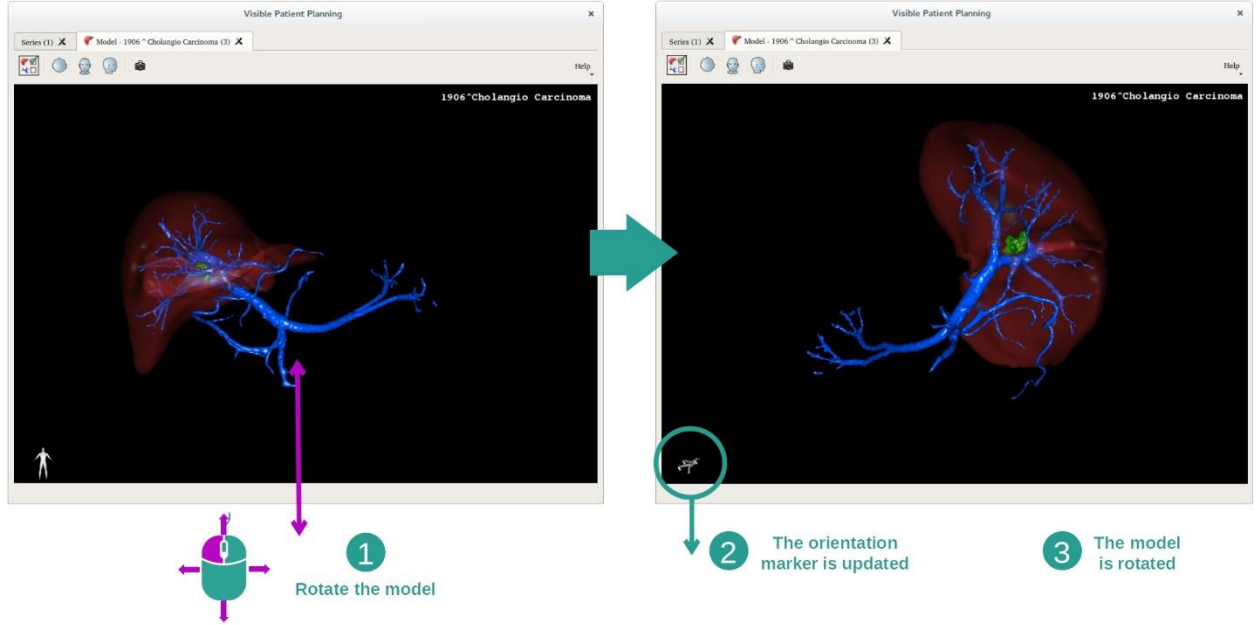 Visible Patient Planning
×
Series (1) ✗
Model - 1906 ^ Cholangio Carcinoma (3) ✗
Help
1906^Cholangio Carcinoma
Visible Patient Planning
×
Series (1) ✗
Model - 1906 ^ Cholangio Carcinoma (3) ✗
Help
1906^Cholangio Carcinoma
1
Rotate the model
2
The orientation
marker is updated
3
The model
is rotated